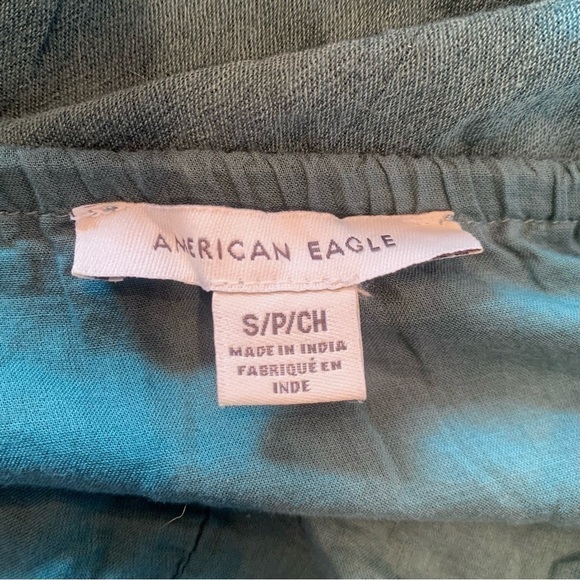 AMERICAN EAGLE
S/P/CH
MADE IN INDIA
FABRIQUÉ EN
INDE